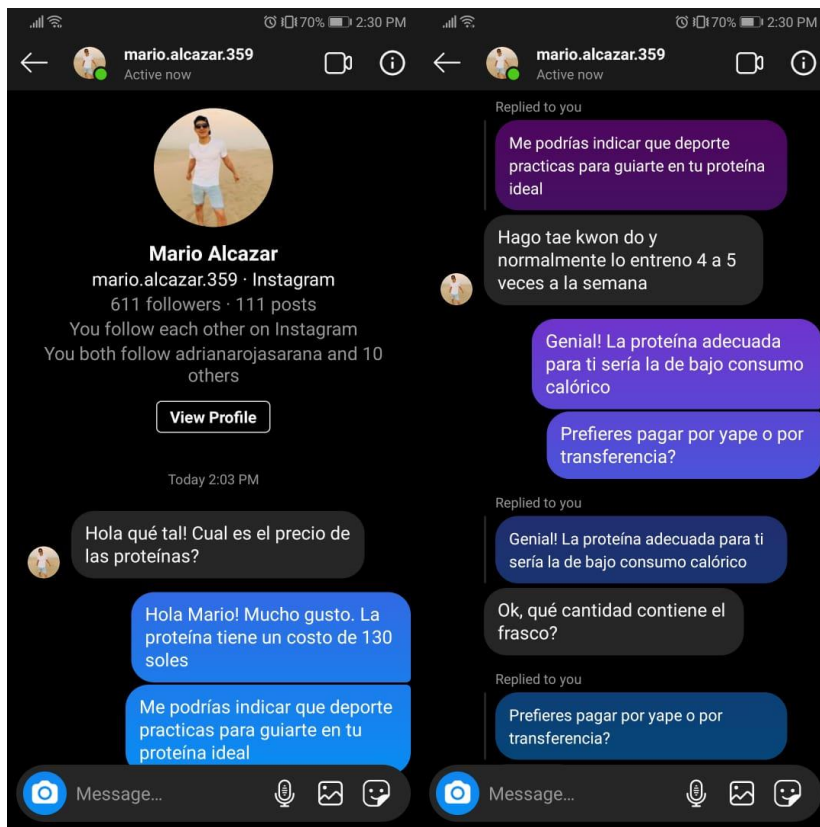 70% 2:30 PM
mario.alcazar.359
Active now
Mario Alcazar
mario.alcazar.359 · Instagram
611 followers · 111 posts
You follow each other on Instagram
You both follow adrianarojasarana and 10
others
View Profile
Today 2:03 PM
Hola qué tal! Cual es el precio de
las proteínas?
Hola Mario! Mucho gusto. La
proteína tiene un costo de 130
soles
Me podrías indicar que deporte
practicas para guiarte en tu
proteína ideal
Message...
70% 2:30 PM
mario.alcazar.359
Active now
Replied to you
Me podrías indicar que deporte
practicas para guiarte en tu proteína
ideal
Hago tae kwon do y
normalmente lo entreno 4 a 5
veces a la semana
Genial! La proteína adecuada
para ti sería la de bajo consumo
calórico
Prefieres pagar por yape o por
transferencia?
Replied to you
Genial! La proteína adecuada para ti
sería la de bajo consumo calórico
Ok, qué cantidad contiene el
frasco?
Replied to you
Prefieres pagar por yape o por
transferencia?
Message...